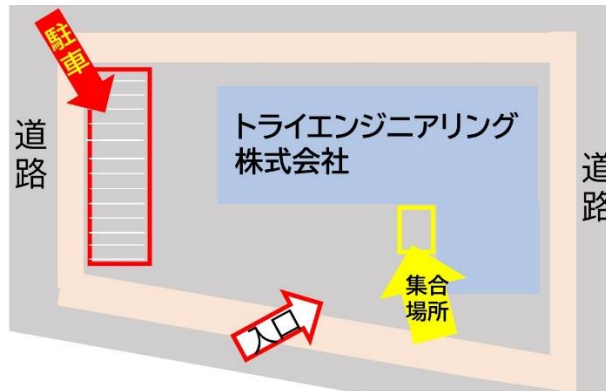 駐車
道路
トライエンジニアリング
株式会社
道路
集合
場所
入口